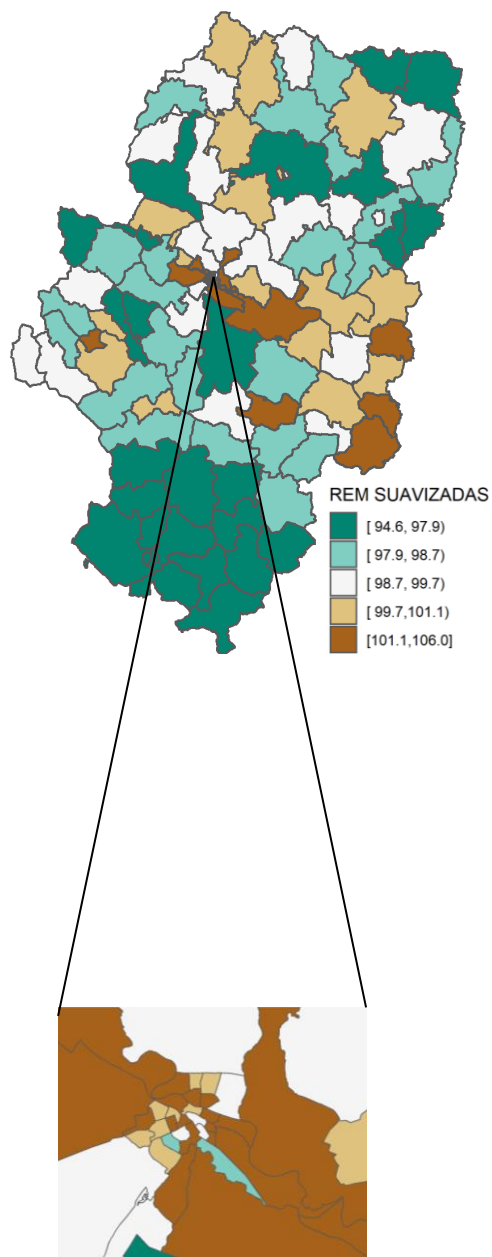 REM SUAVIZADAS
[ 94.6, 97.9)
[ 97.9, 98.7)
[ 98.7, 99.7)
[ 99.7,101.1)
[101.1,106.0]